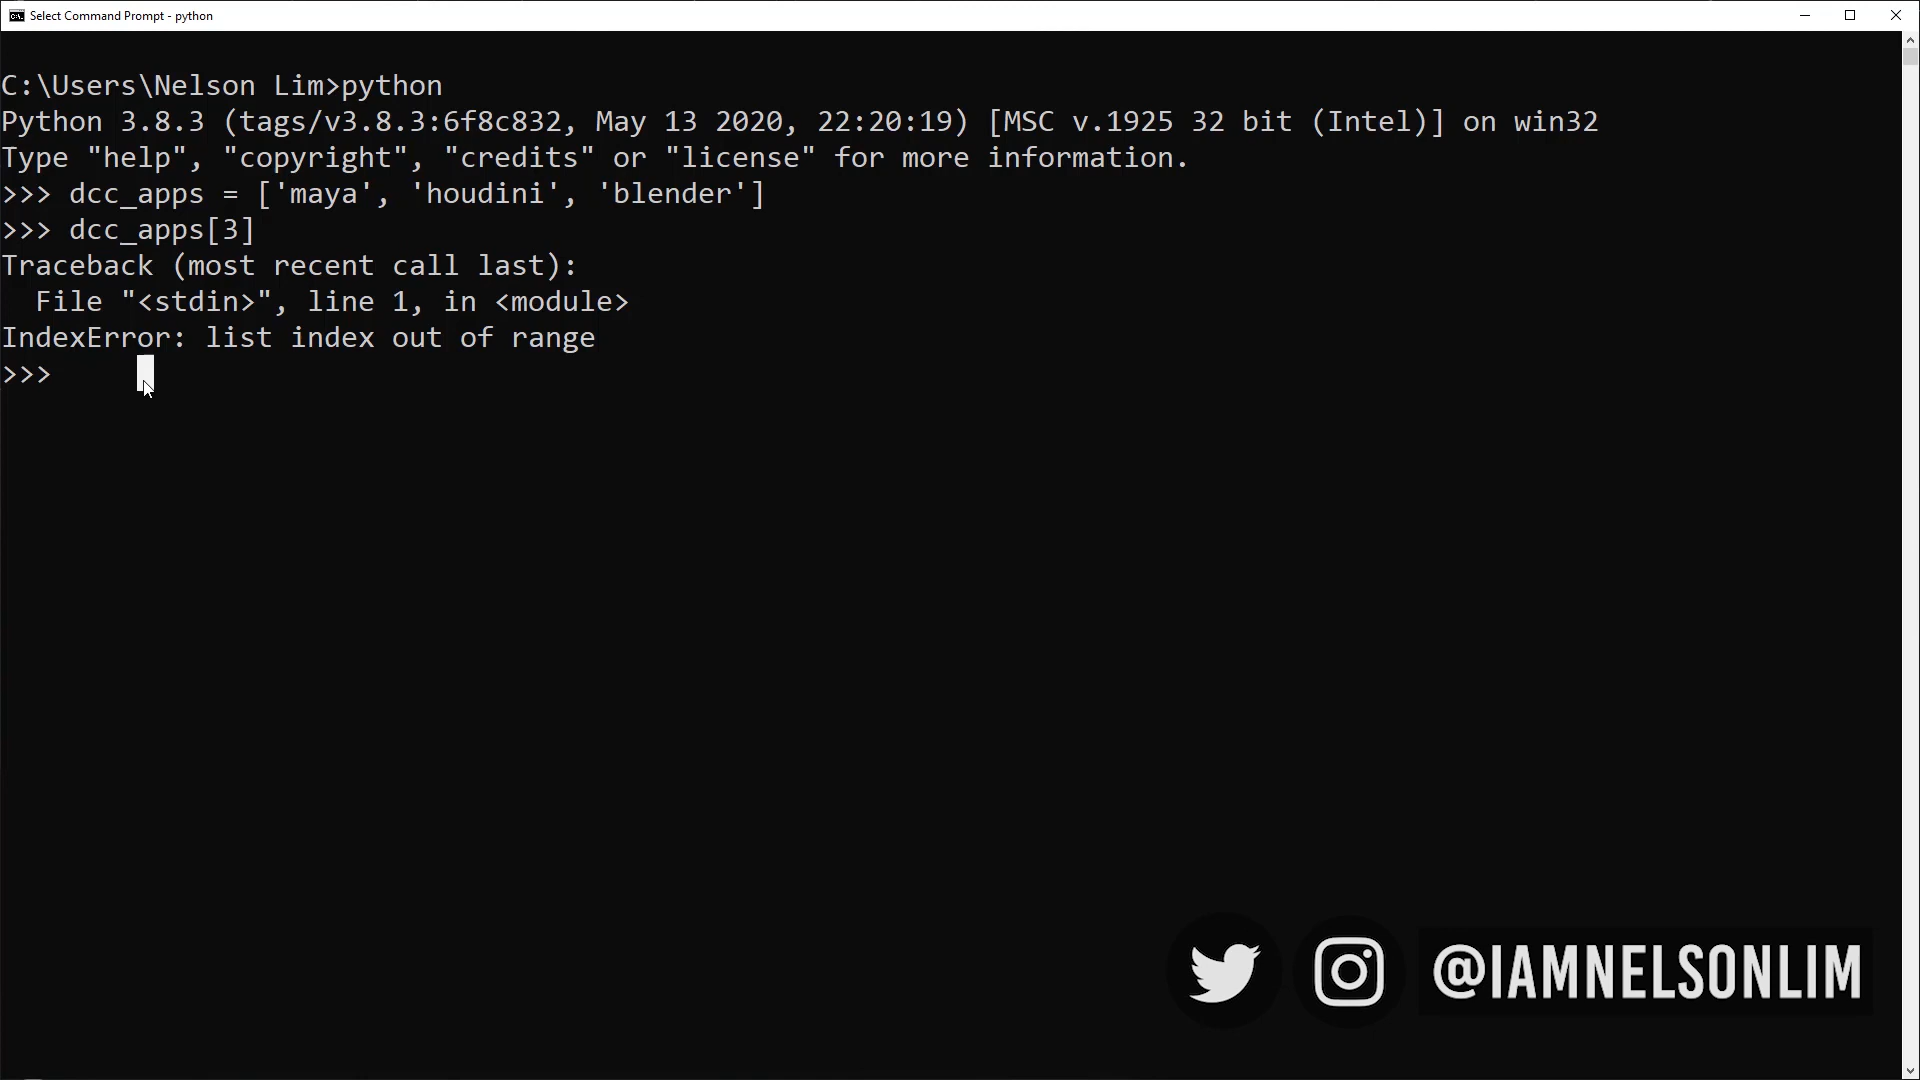 Select Command Prompt - python
C:\Users\Nelson Lim>python
Python 3.8.3 (tags/v3.8.3:6f8c832, May 13 2020, 22:20:19) [MSC v.1925 32 bit (Intel)] on win32
Type "help", "copyright", "credits" or "license" for more information.
>>> dcc_apps = ['maya', 'houdini', 'blender']
>>> dcc_apps[3]
Traceback (most recent call last):
  File "<stdin>", line 1, in <module>
IndexError: list index out of range
>>>
@IAMNELSONLIM